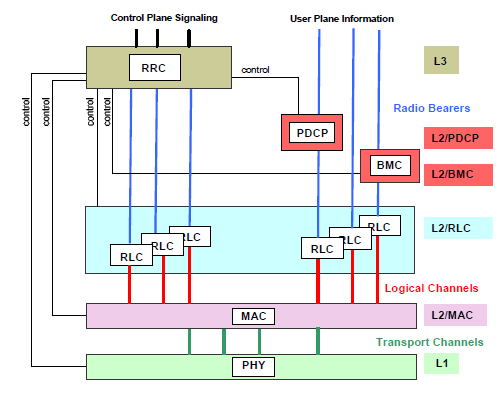 Control Plane Signaling
User Plane Information
RRC
L3
control
control
control
control
control
control
Radio Bearers
PDCP
L2/PDCP
BMC
L2/BMC
RLC
RLC
RLC
RLC
RLC
RLC
L2/RLC
Logical Channels
MAC
L2/MAC
Transport Channels
PHY
L1